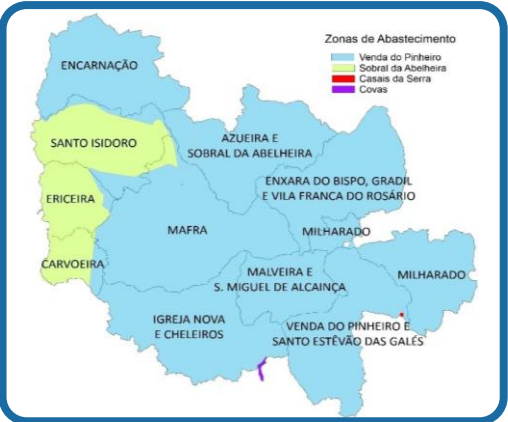 Zonas de Abastecimento
Venda do Pinheiro
Sobral da Abelheira
Casais da Serra
Covas
ENCARNAÇÃO
SANTO ISIDORO
AZUEIRA E
SOBRAL DA ABELHEIRA
ERICEIRA
ENXARA DO BISPO, GRADIL
E VILA FRANCA DO ROSÁRIO
MAFRA
MILHARADO
CARVOEIRA
MALVEIRA E
S. MIGUEL DE ALCAINÇA
MILHARADO
IGREJA NOVA
E CHELEIROS
VENDA DO PINHEIRO E
SANTO ESTÊVÃO DAS GALÉS